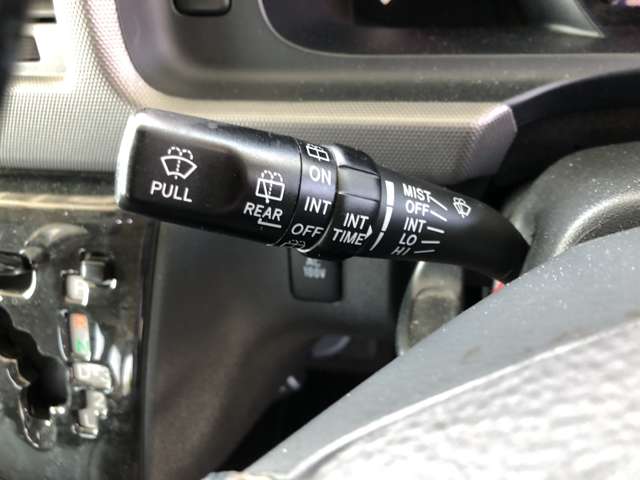 PULL
REAR
ON
INT
OFF
INT
TIME
MIST
OFF
INT
LO
HI
100V